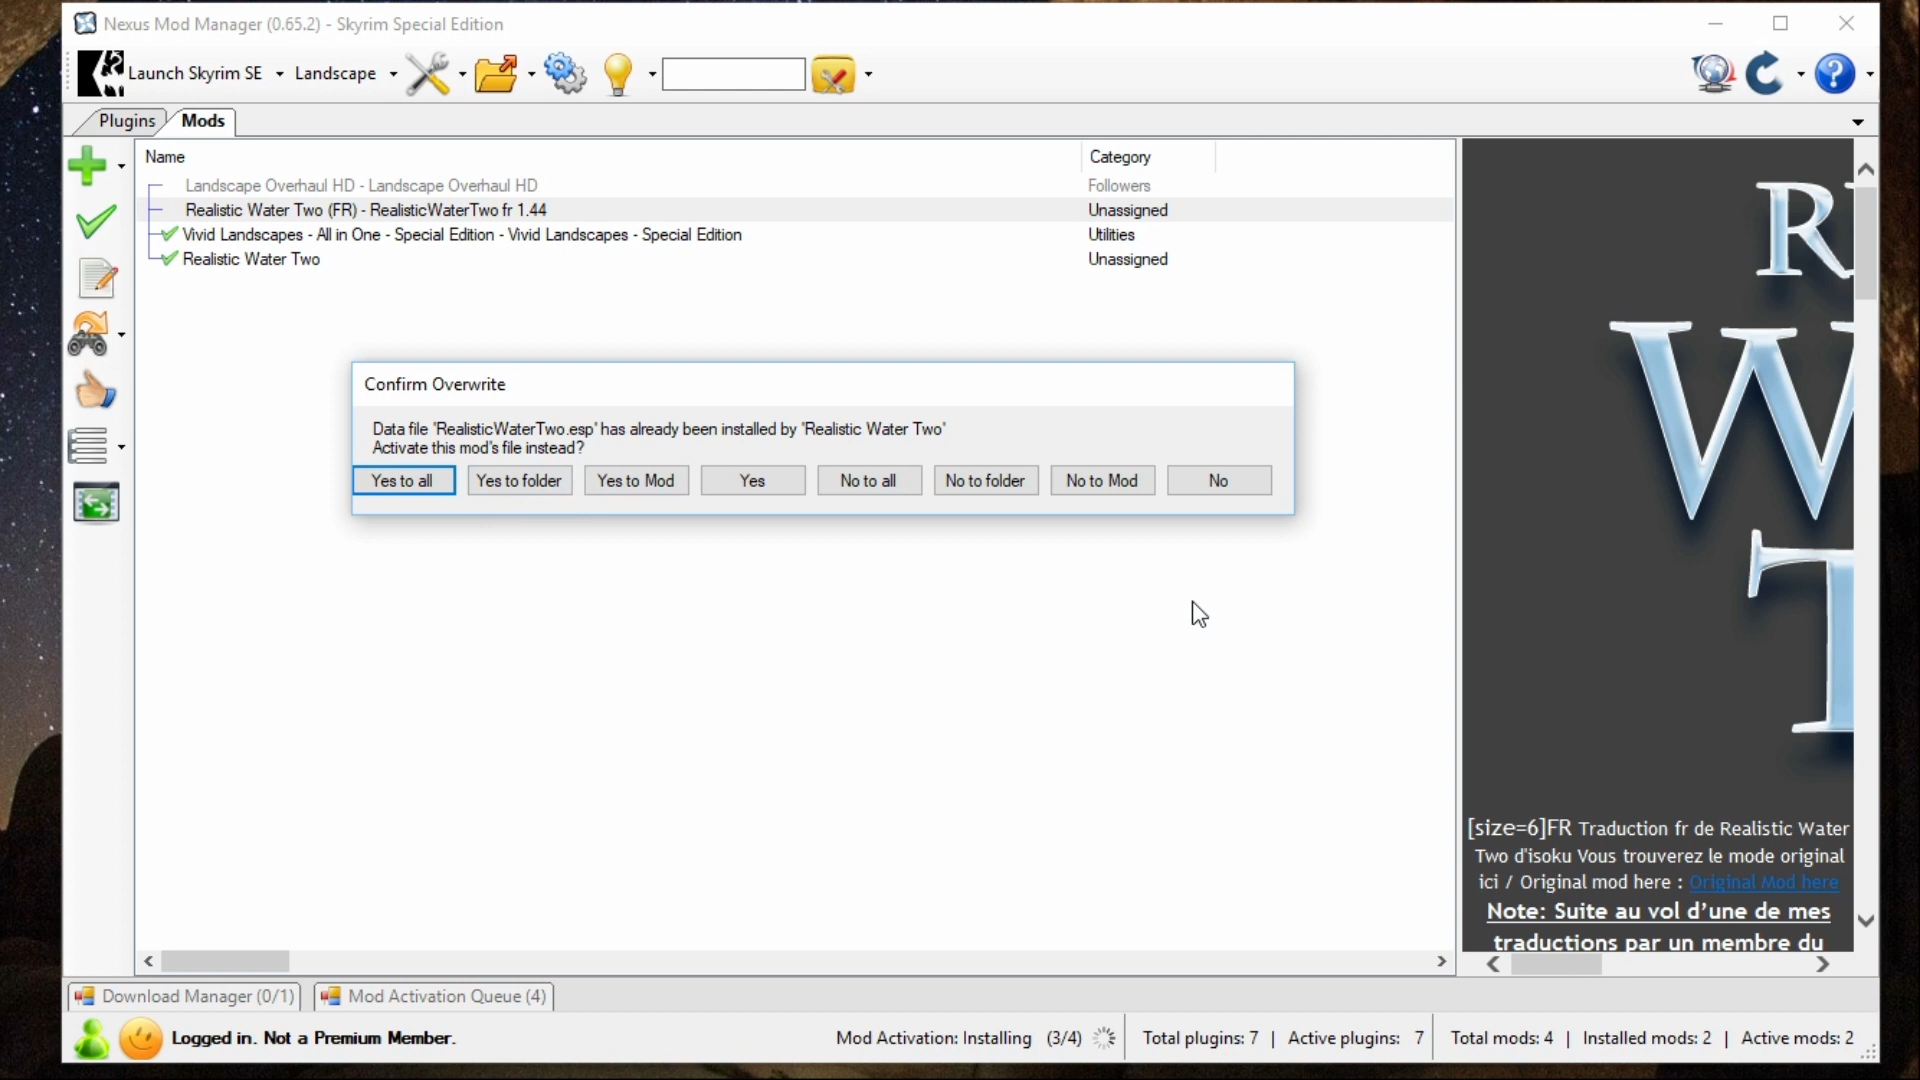 Nexus Mod Manager (0.65.2) - Skyrim Special Edition
Launch Skyrim SE Landscape
Plugins Mods
Name Category
Landscape Overhaul HD - Landscape Overhaul HD Followers
Realistic Water Two (FR) - RealisticWaterTwo fr 1.44 Unassigned
Vivid Landscapes - All in One - Special Edition - Vivid Landscapes - Special Edition Utilities
Realistic Water Two Unassigned
Confirm Overwrite
Data file 'RealisticWaterTwo.esp' has already been installed by 'Realistic Water Two'
Activate this mod's file instead?
Yes to all Yes to folder Yes to Mod Yes No to all No to folder No to Mod No
R
W
T
[size=6]FR Traduction fr de Realistic Water
Two d'isoku Vous trouverez le mode original
ici / Original mod here : Original Mod here
Note: Suite au vol d’une de mes
traductions par un membre du
Download Manager (0/1) Mod Activation Queue (4)
Logged in. Not a Premium Member. Mod Activation: Installing (3/4) Total plugins: 7 | Active plugins: 7 Total mods: 4 | Installed mods: 2 | Active mods: 2